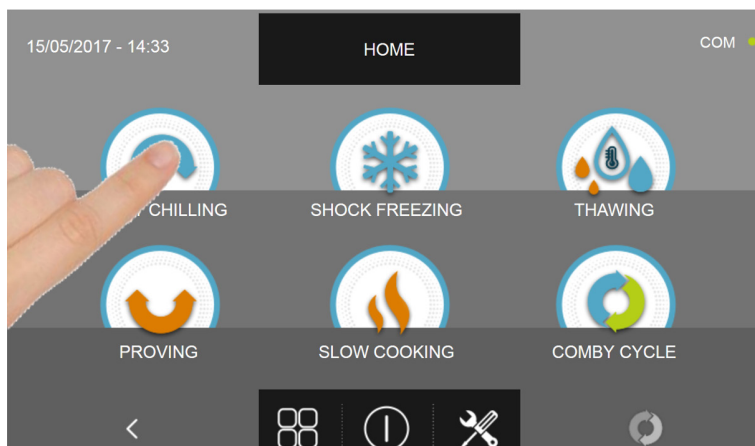 15/05/2017 - 14:33
HOME
COM
CHILLING
SHOCK FREEZING
THAWING
PROVING
SLOW COOKING
COMBY CYCLE